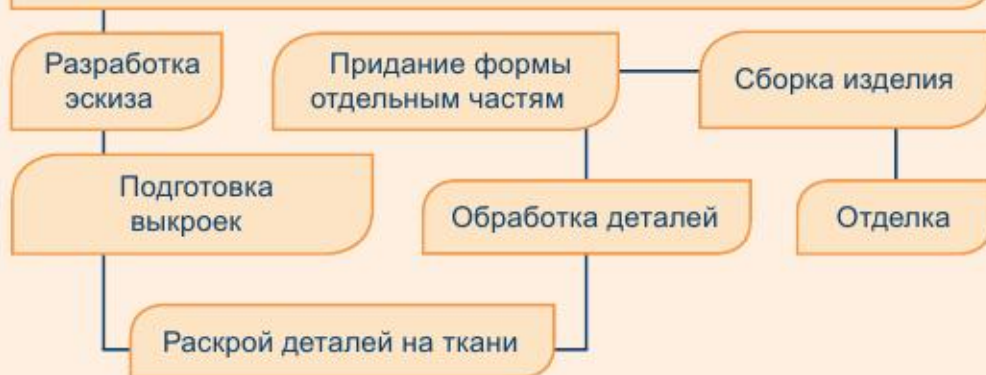 Разработка
эскиза
Придание формы
отдельным частям
Сборка изделия
Подготовка
выкроек
Обработка деталей
Отделка
Раскрой деталей на ткани